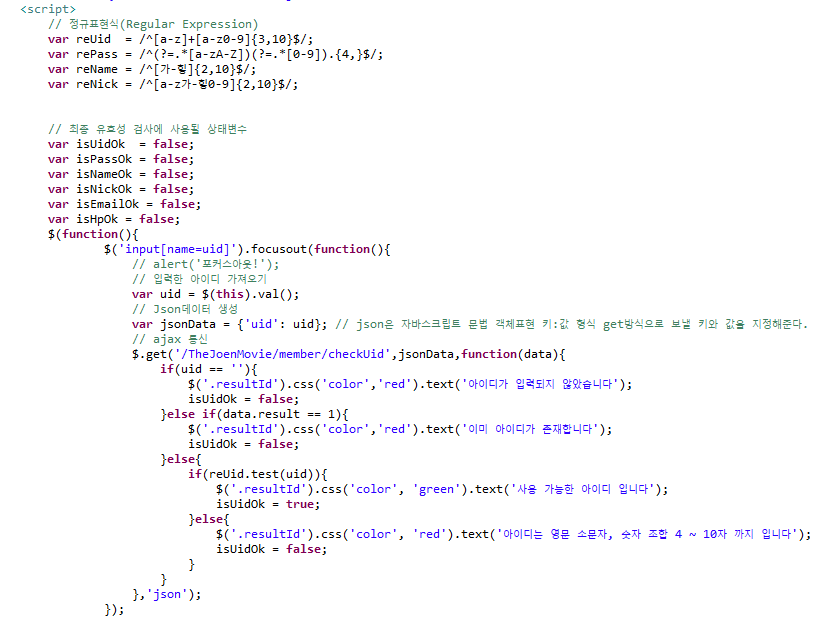 <script>
// 정규표현식(Regular Expression)
var reUid = /^[a-z]+[a-z0-9]{3,10}$/;
var rePass = /^(?=.*[a-zA-Z])(?=.*[0-9]).{4,}$/;
var reName = /^[가-힣]{2,10}$/;
var reNick = /^[a-z가-힣0-9]{2,10}$/;
// 최종 유효성 검사에 사용될 상태변수
var isUidOk = false;
var isPassOk = false;
var isNameOk = false;
var isNickOk = false;
var isEmailOk = false;
var isHpOk = false;
$(function(){
$('input[name=uid]').focusout(function(){
// alert('포커스아웃!');
// 입력한 아이디 가져오기
var uid = $(this).val();
// Json데이터 생성
var jsonData = {'uid': uid}; // json은 자바스크립트 문법 객체표현 키:값 형식 get방식으로 보낼 키와 값을 지정해준다.
// ajax 통신
$.get('/TheJoenMovie/member/checkUid',jsonData,function(data){
if(uid == ''){
$('.resultId').css('color','red').text('아이디가 입력되지 않았습니다');
isUidOk = false;
}else if(data.result == 1){
$('.resultId').css('color','red').text('이미 아이디가 존재합니다');
isUidOk = false;
}else{
if(reUid.test(uid)){
$('.resultId').css('color', 'green').text('사용 가능한 아이디 입니다');
isUidOk = true;
}else{
$('.resultId').css('color', 'red').text('아이디는 영문 소문자, 숫자 조합 4 ~ 10자 까지 입니다');
isUidOk = false;
}
}
},'json');
});